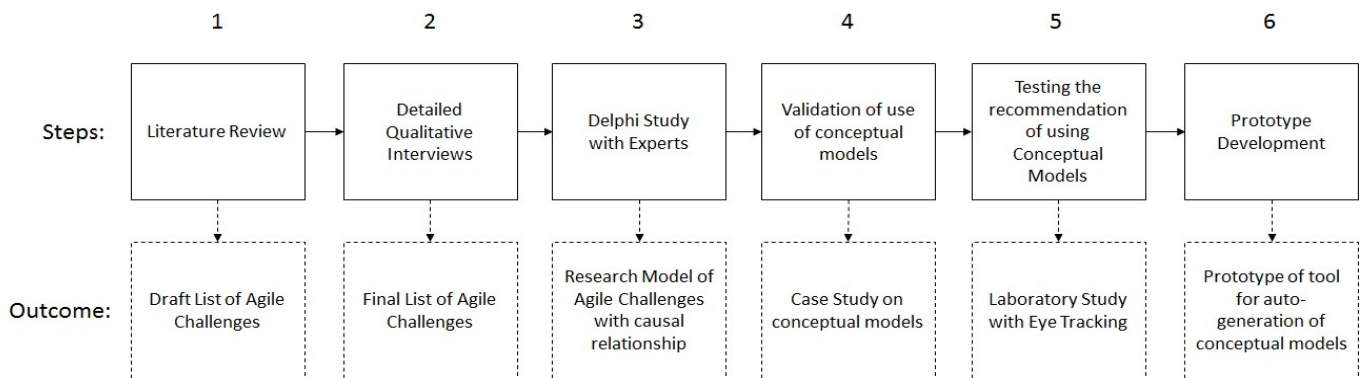 1
2
3
4
5
6
Steps:
Literature Review
Detailed
Qualitative
Interviews
Delphi Study
with Experts
Validation of use
of conceptual
models
Testing the
recommendation
of using
Conceptual
Models
Prototype
Development
Outcome:
Draft List of Agile
Challenges
Final List of Agile
Challenges
Research Model of
Agile Challenges
with causal
relationship
Case Study on
conceptual models
Laboratory Study
with Eye Tracking
Prototype of tool
for auto-
generation of
conceptual models